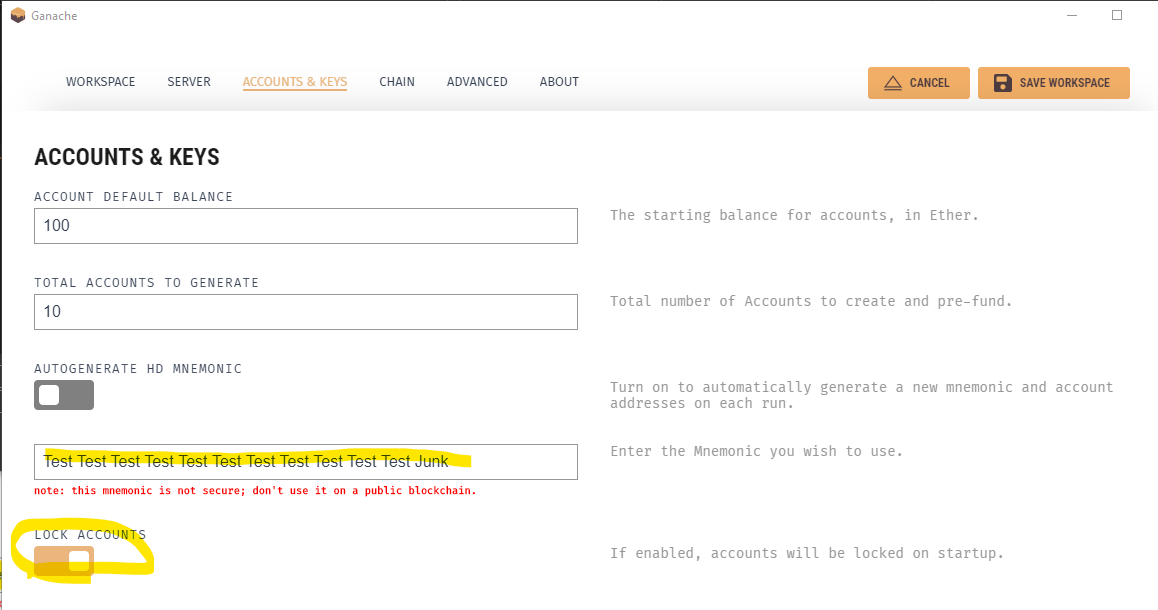 Ganache
WORKSPACE SERVER ACCOUNTS & KEYS CHAIN ADVANCED ABOUT CANCEL SAVE WORKSPACE
ACCOUNTS & KEYS
ACCOUNT DEFAULT BALANCE
100
The starting balance for accounts, in Ether.
TOTAL ACCOUNTS TO GENERATE
10
Total number of Accounts to create and pre-fund.
AUTOGENERATE HD MNEMONIC
Turn on to automatically generate a new mnemonic and account
addresses on each run.
Test Test Test Test Test Test Test Test Test Test Test Junk
Enter the Mnemonic you wish to use.
note: this mnemonic is not secure; don't use it on a public blockchain.
LOCK ACCOUNTS
If enabled, accounts will be locked on startup.